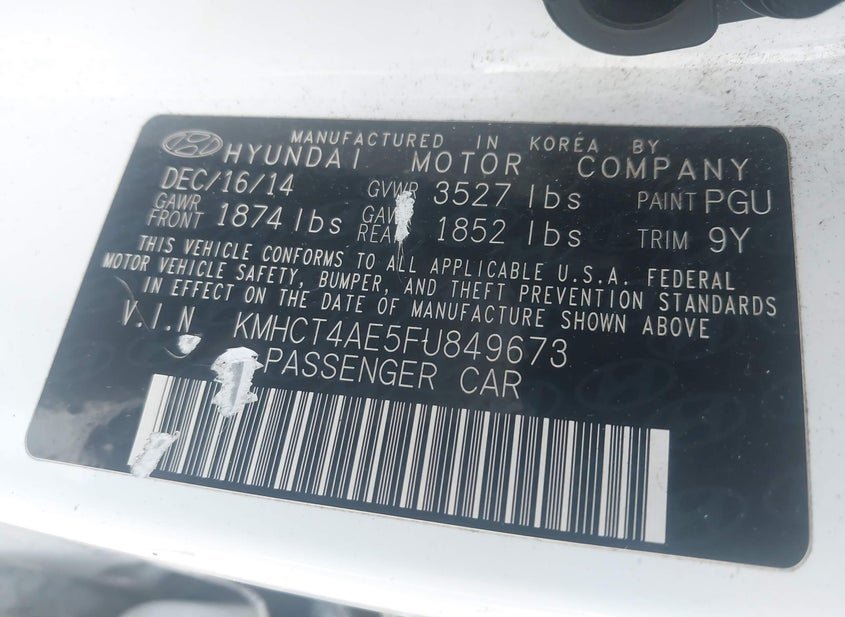 MANUFACTURED IN KOREA BY
HYUNDAI MOTOR COMPANY
DEC/16/14 GVWR 3527 lbs PAINT PGU
GAWR FRONT 1874 lbs GAWR REAR 1852 lbs TRIM 9Y
THIS VEHICLE CONFORMS TO ALL APPLICABLE U.S.A. FEDERAL
MOTOR VEHICLE SAFETY, BUMPER, AND THEFT PREVENTION STANDARDS
IN EFFECT ON THE DATE OF MANUFACTURE SHOWN ABOVE
V.I.N KMHCT4AE5FU849673
PASSENGER CAR